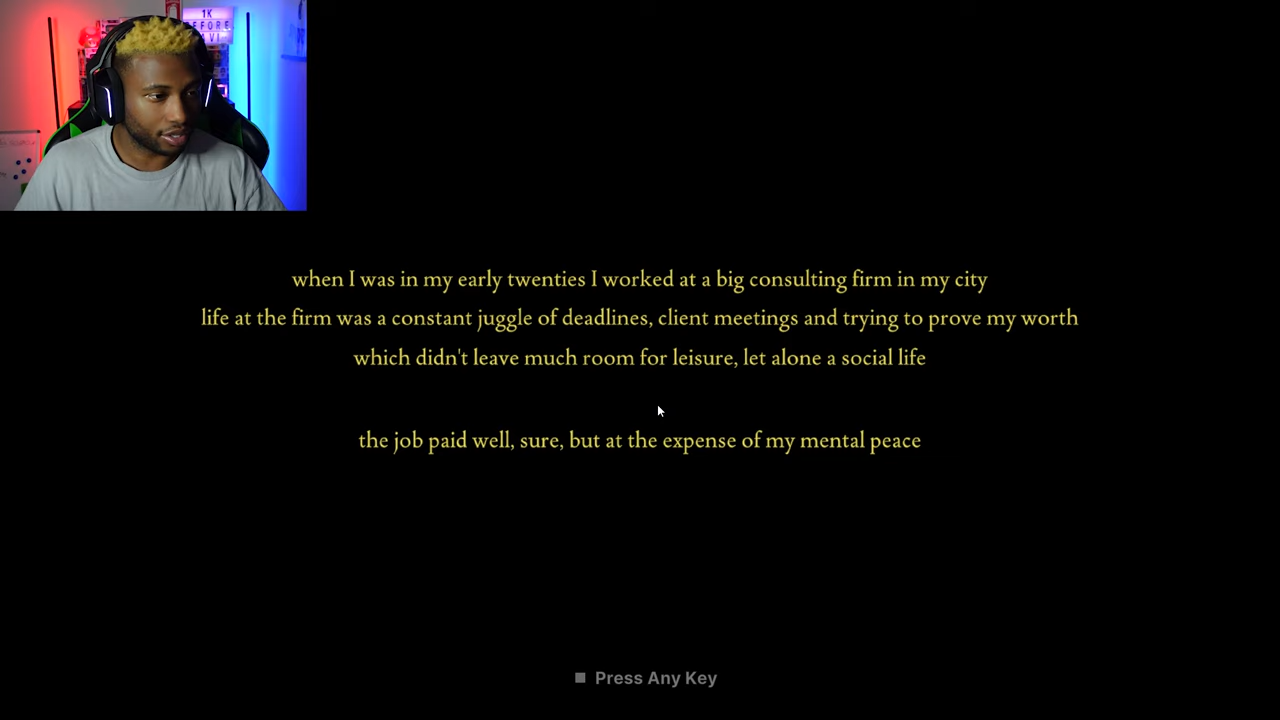 1K
when I was in my early twenties I worked at a big consulting firm in my city
life at the firm was a constant juggle of deadlines, client meetings and trying to prove my worth
which didn't leave much room for leisure, let alone a social life
the job paid well, sure, but at the expense of my mental peace
Press Any Key